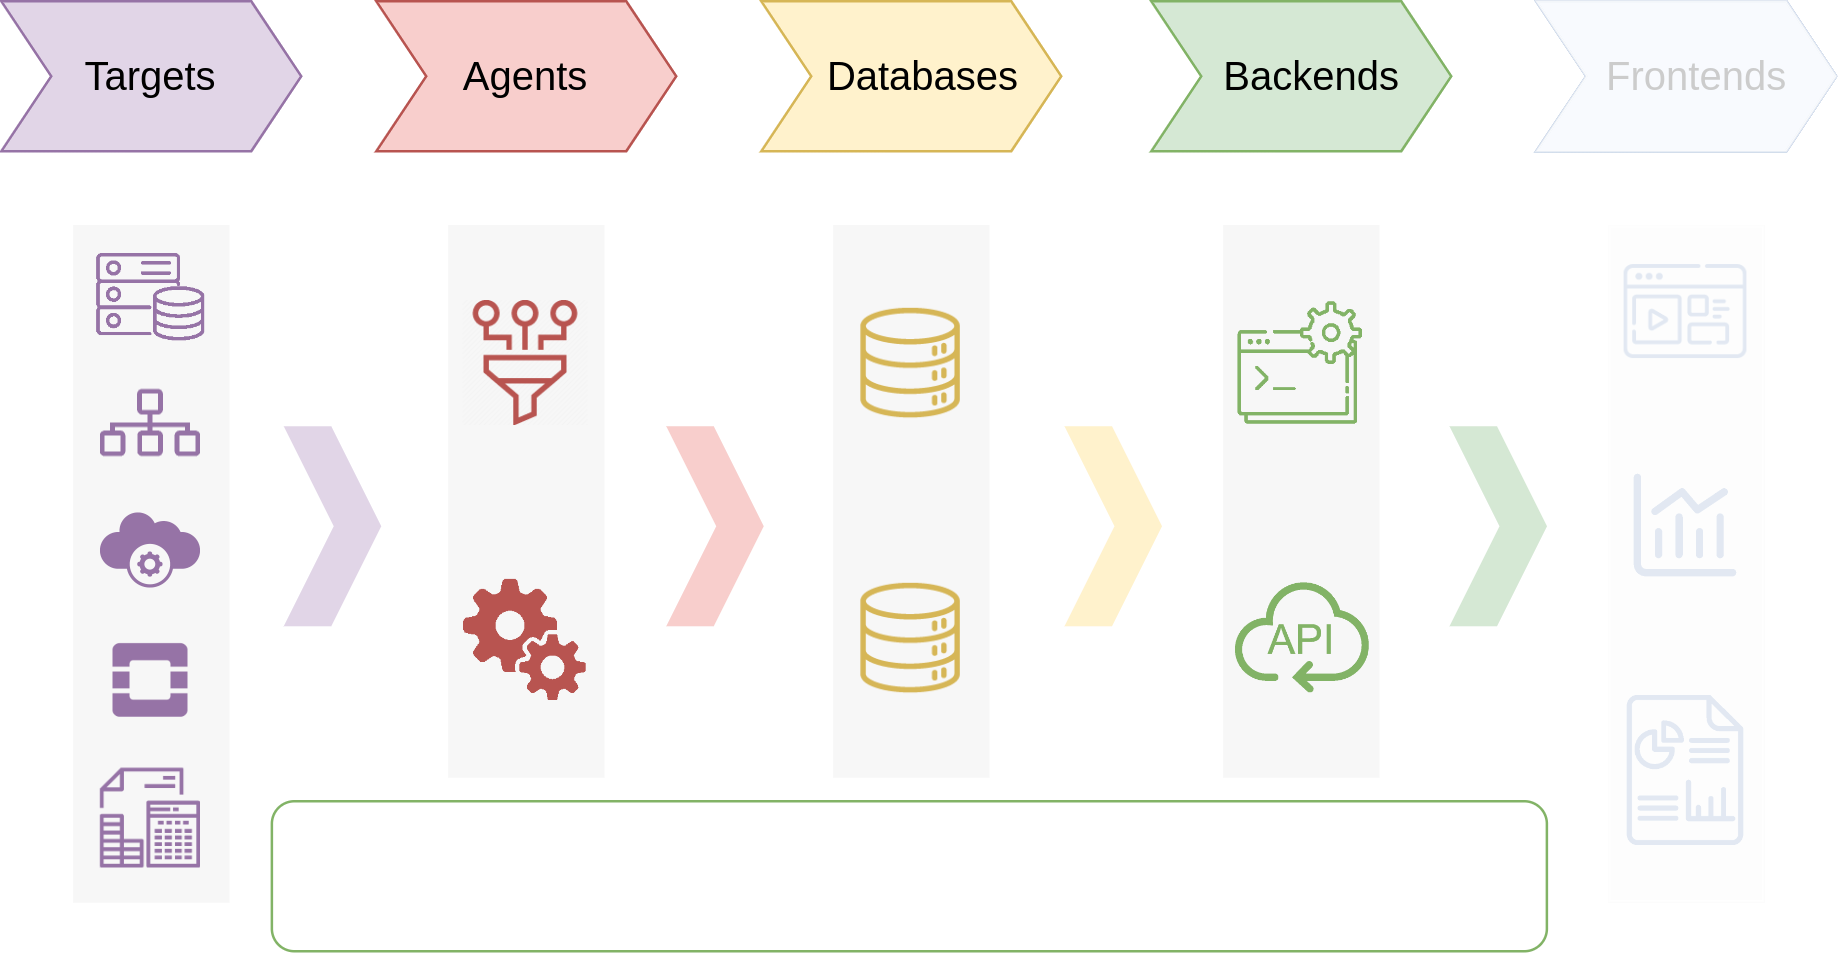 Targets
Agents
Databases
Backends
Frontends
API